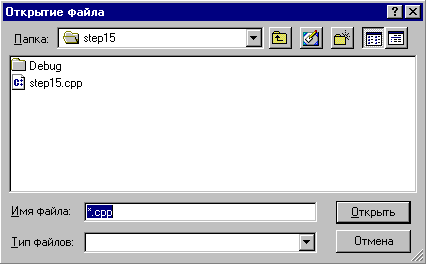 Открытие файла
Папка: step15
Debug
step15.cpp
Имя файла: *.cpp
Открыть
Тип файлов:
Отмена